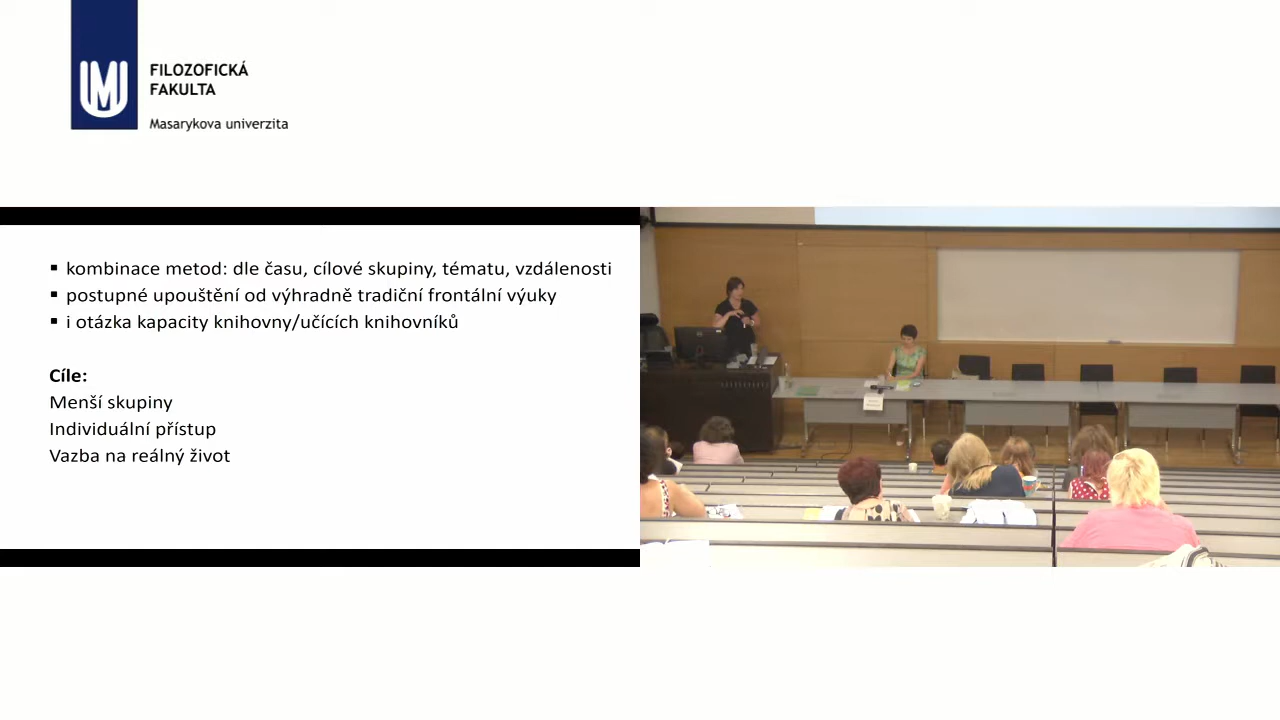 FILOZOFICKÁ
FAKULTA
Masarykova univerzita
▪ kombinace metod: dle času, cílové skupiny, tématu, vzdálenosti
▪ postupné upouštění od výhradně tradiční frontální výuky
▪ i otázka kapacity knihovny/učících knihovníků
Cíle:
Menší skupiny
Individuální přístup
Vazba na reálný život